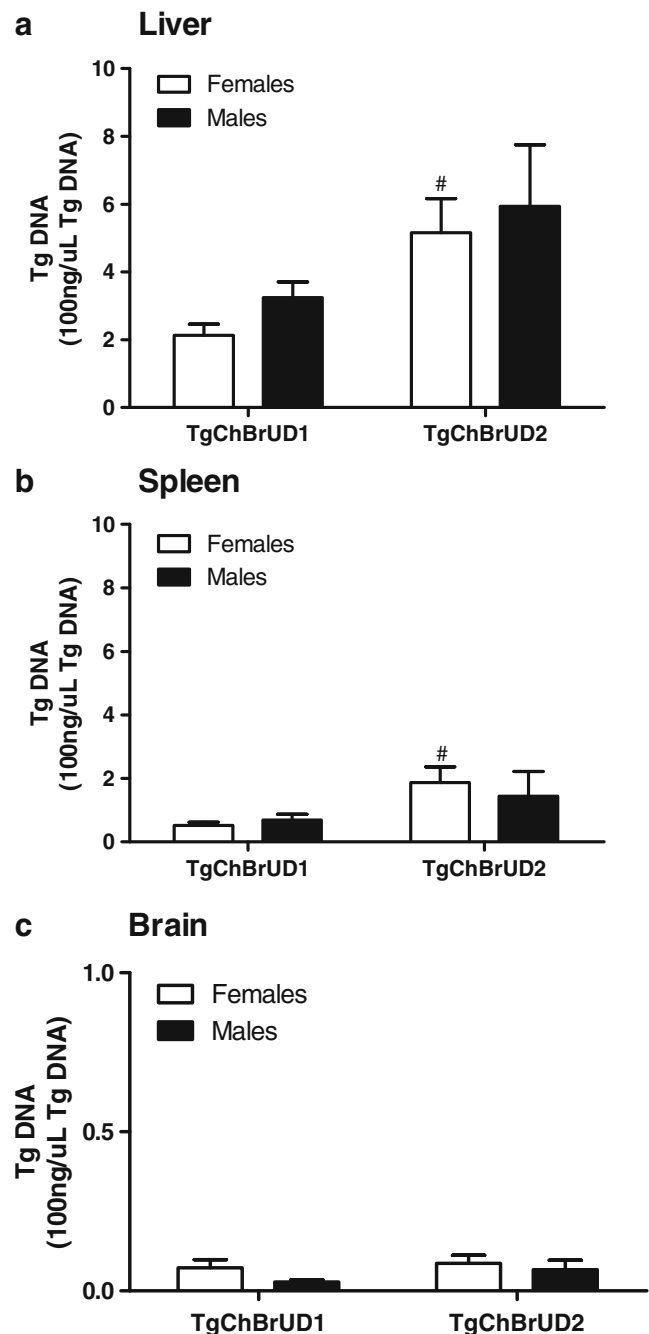 a Liver
10
8
6
4
2
0
Tg DNA
(100ng/uL Tg DNA)
Females
Males
#
TgChBrUD1 TgChBrUD2
b Spleen
10
8
6
4
2
0
Tg DNA
(100ng/uL Tg DNA)
Females
Males
#
TgChBrUD1 TgChBrUD2
c Brain
1.0
0.5
0.0
Tg DNA
(100ng/uL Tg DNA)
Females
Males
TgChBrUD1 TgChBrUD2